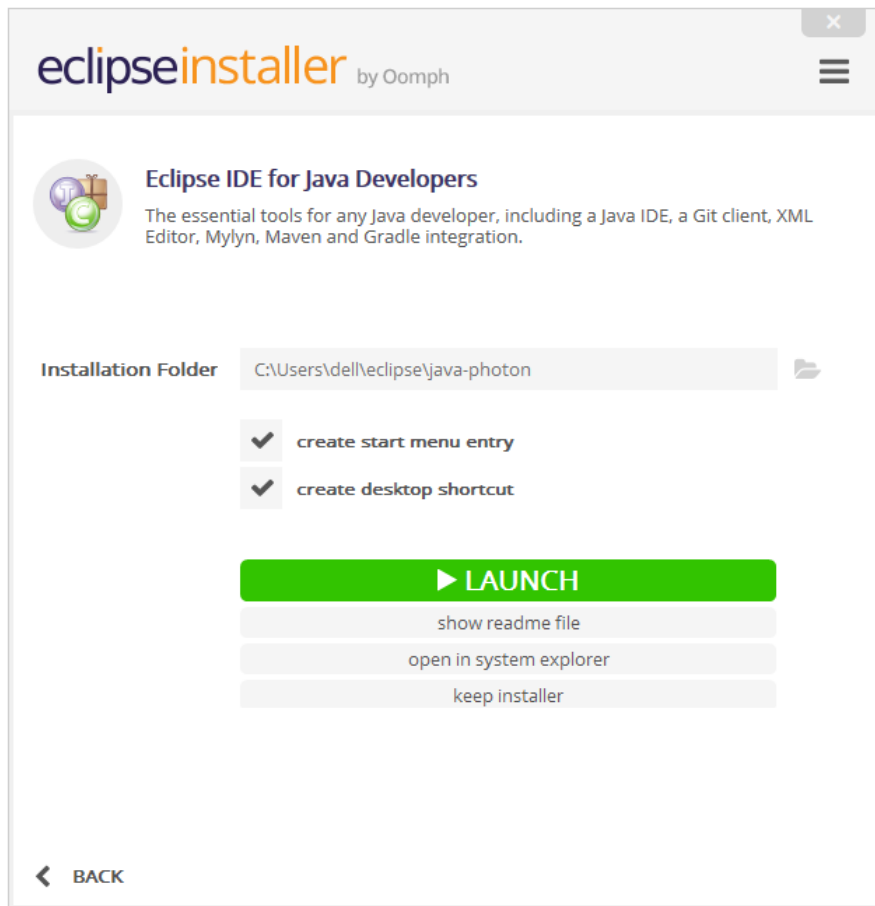 eclipseinstaller by Oomph
Eclipse IDE for Java Developers
The essential tools for any Java developer, including a Java IDE, a Git client, XML
Editor, Mylyn, Maven and Gradle integration.
Installation Folder C:\Users\dell\eclipse\java-photon
create start menu entry
create desktop shortcut
LAUNCH
show readme file
open in system explorer
keep installer
BACK